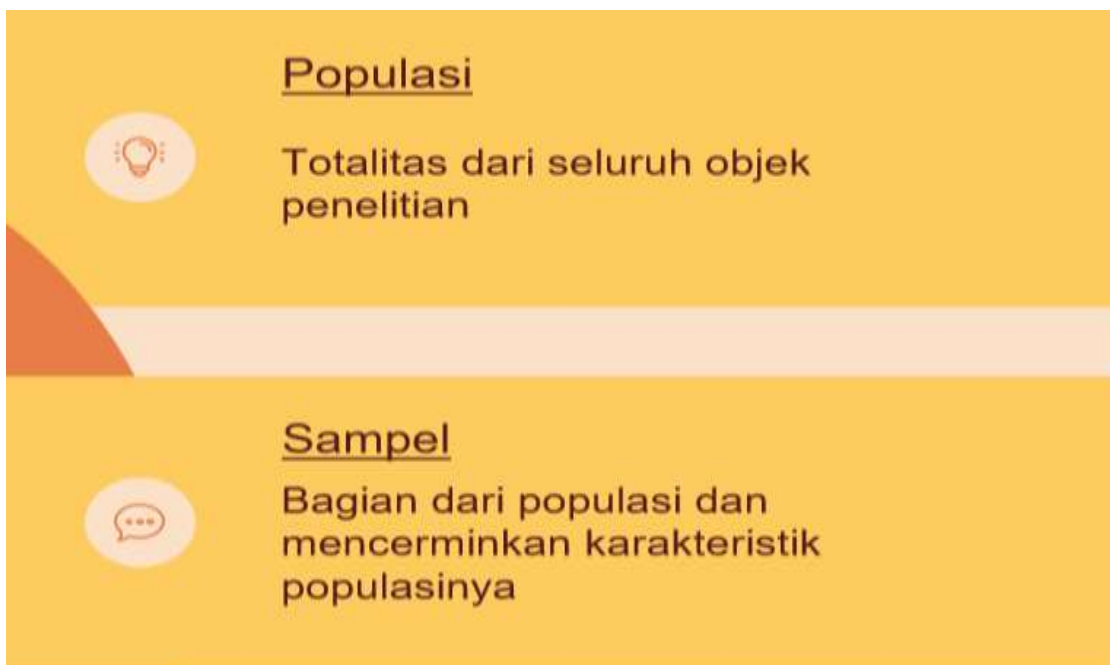 Populasi
Totalitas dari seluruh objek
penelitian
Sampel
Bagian dari populasi dan
mencerminkan karakteristik
populasinya